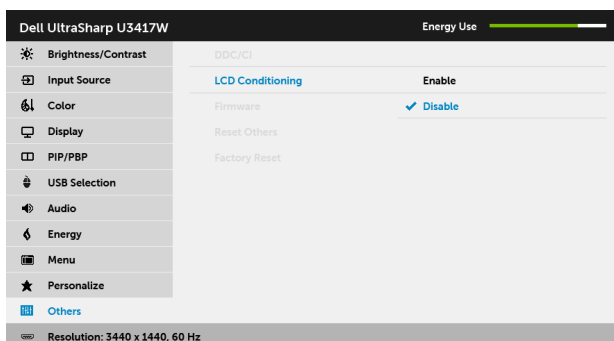 Dell UltraSharp U3417W
Energy Use
Brightness/Contrast
DDC/CI
Input Source
LCD Conditioning
Enable
Color
Firmware
Disable
Display
Reset Others
PIP/PBP
Factory Reset
USB Selection
Audio
Energy
Menu
Personalize
Others
Resolution: 3440 x 1440, 60 Hz